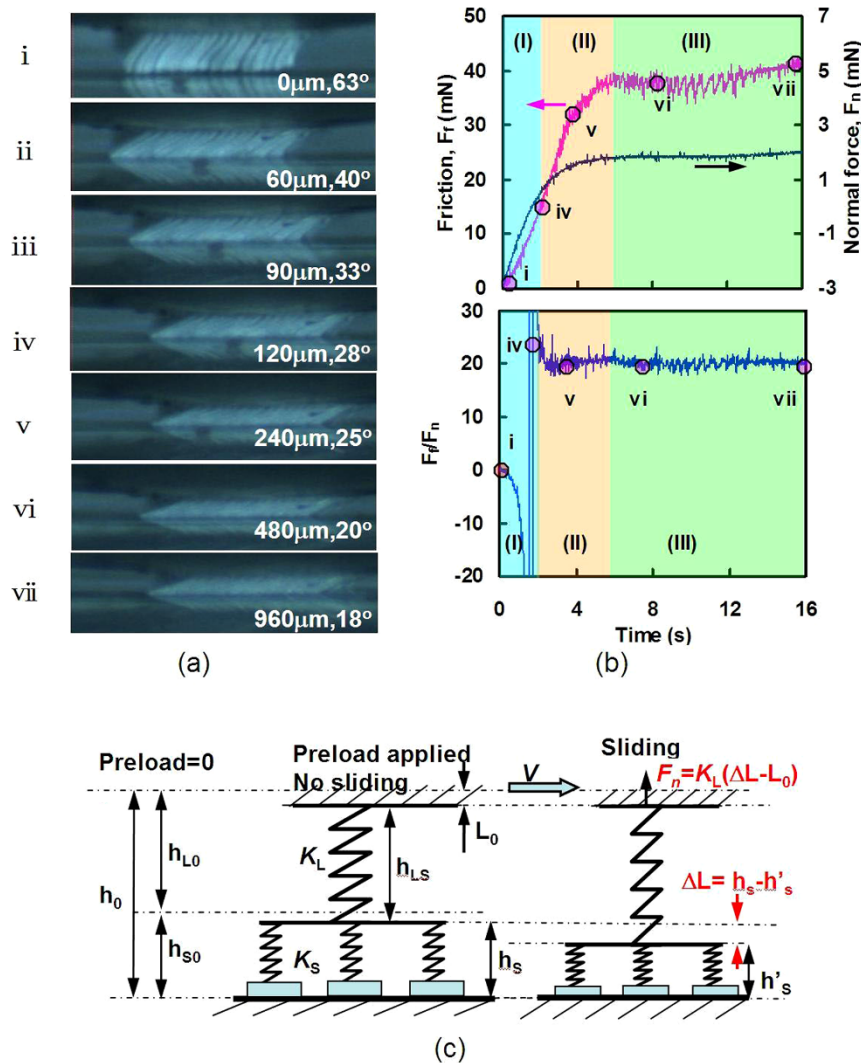 i
0μm,63°
ii
60μm,40°
iii
90μm,33°
iv
120μm,28°
v
240μm,25°
vi
480μm,20°
vii
960μm,18°
(a)
50
40
30
20
10
0
Friction, Ff (mN)
(I) (II) (III)
i
iv
v
vi
vii
7
5
3
1
-1
-3
Normal force, Fn (mN)
30
20
10
0
-10
-20
Ff/Fn
i
iv
v
vi
vii
(I) (II) (III)
0 4 8 12 16
Time (s)
(b)
Preload=0
Preload applied
No sliding
V
Sliding
Fn=KL(ΔL-L0)
h0
hL0
hS0
KL
hLS
L0
KS
hs
ΔL= hs-h's
h's
(c)